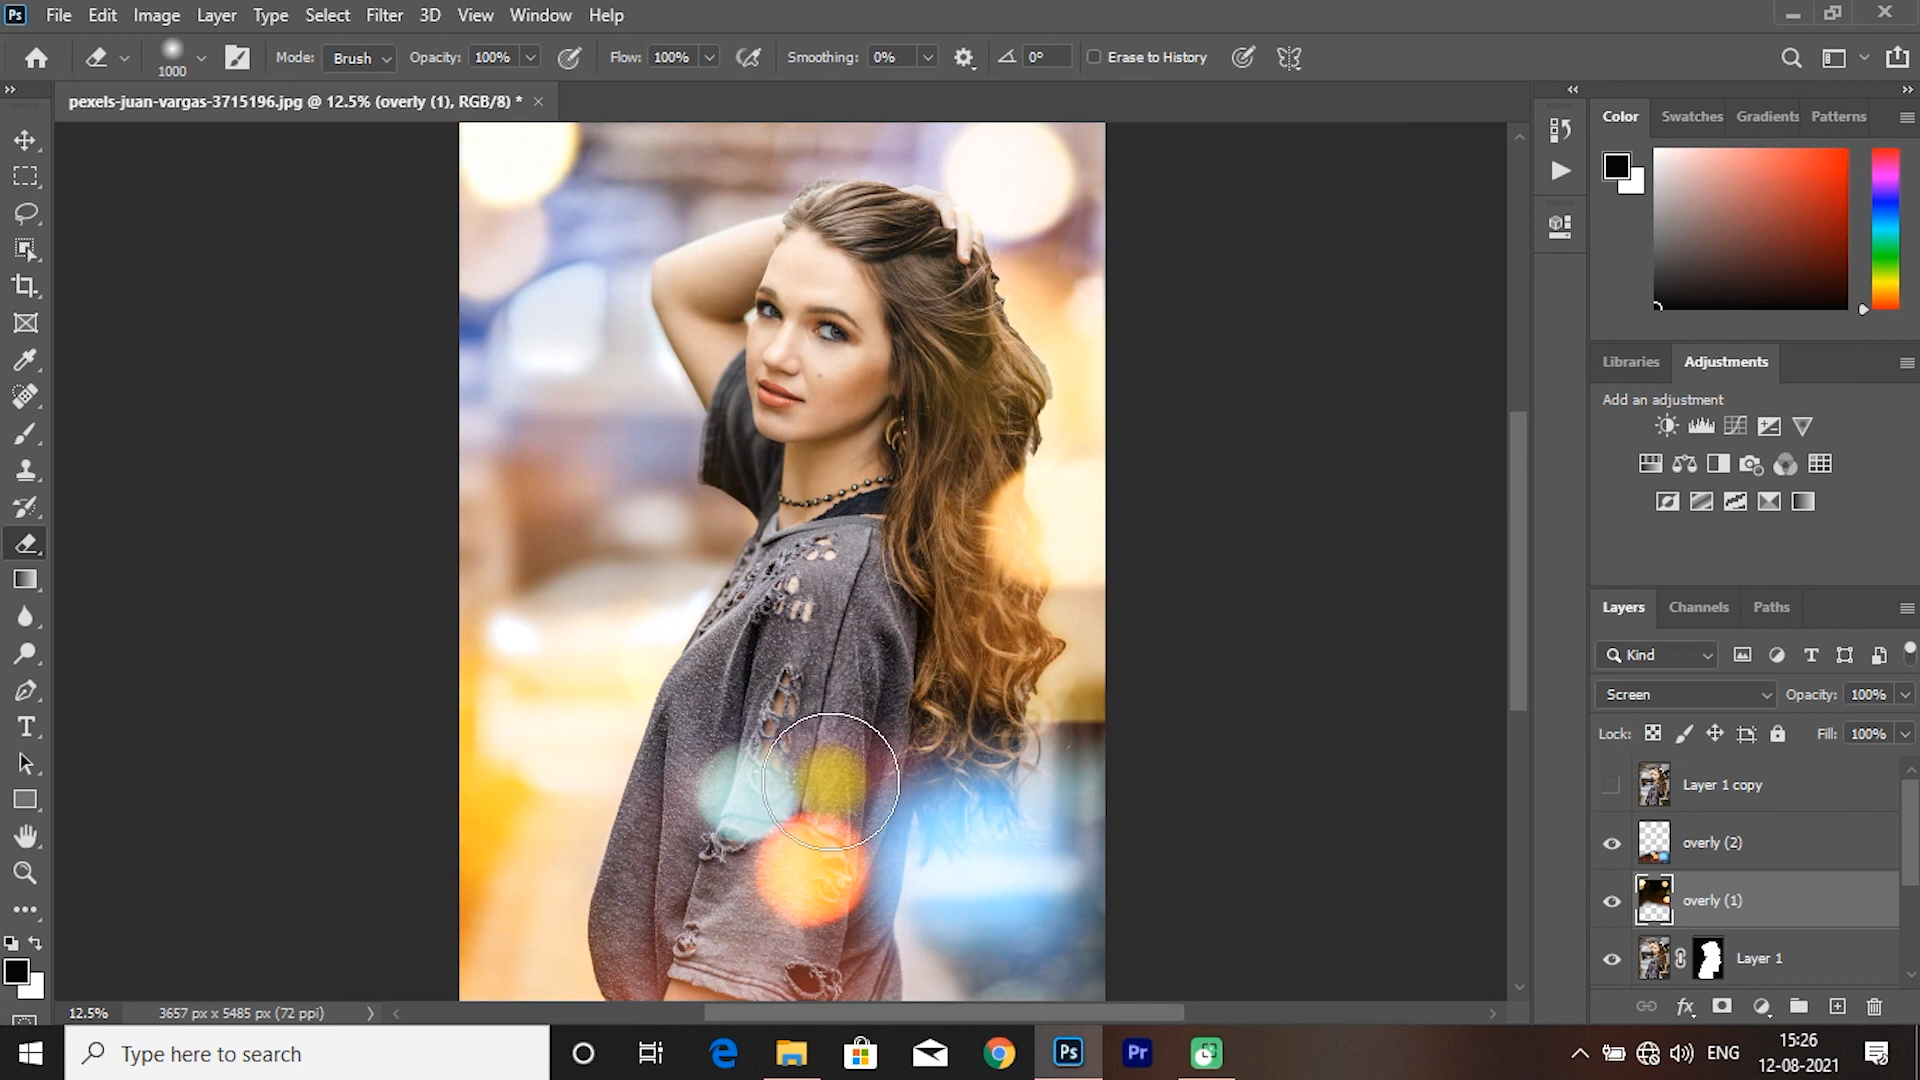 Ps File Edit Image Layer Type Select Filter 3D View Window Help
1000 Mode: Brush Opacity: 100% Flow: 100% Smoothing: 0% 0° Erase to History
pexels-juan-vargas-3715196.jpg @ 12.5% (overly (1), RGB/8) *
Color Swatches Gradients Patterns
Libraries Adjustments
Add an adjustment
Layers Channels Paths
Kind
Screen Opacity: 100%
Lock: Fill: 100%
Layer 1 copy
overly (2)
overly (1)
Layer 1
fx
12.5% 3657 px x 5485 px (72 ppi)
Type here to search
Ps Pr
ENG
15:26
12-08-2021